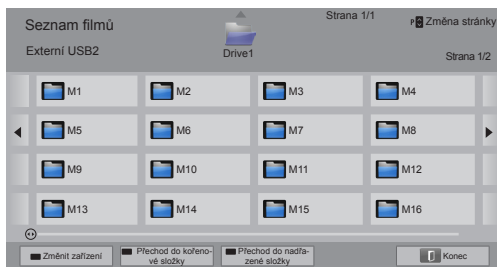 Seznam filmů
Strana 1/1
P Změna stránky
Externí USB2
Drive1
Strana 1/2
M1 M2 M3 M4
M5 M6 M7 M8
M9 M10 M11 M12
M13 M14 M15 M16
Změnit zařízení
Přechod do kořeno-
vé složky
Přechod do nadřa-
zené složky
Konec